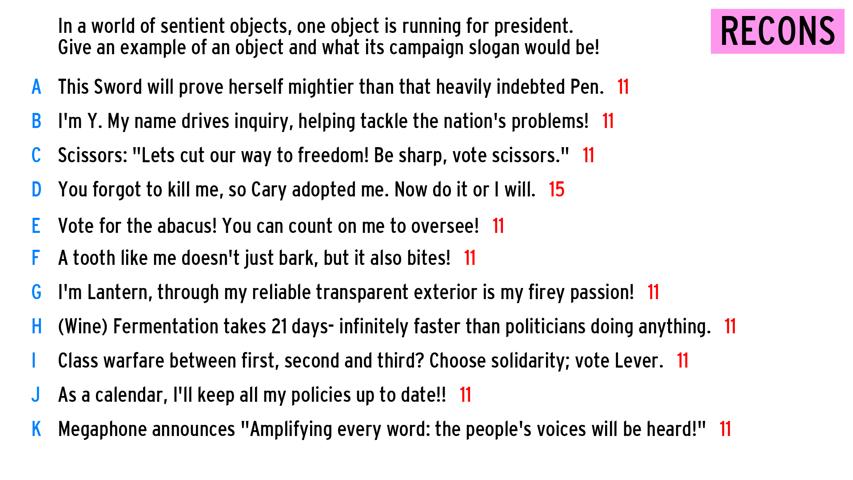 In a world of sentient objects, one object is running for president.
Give an example of an object and what its campaign slogan would be!
RECONS
A This Sword will prove herself mightier than that heavily indebted Pen. 11
B I'm Y. My name drives inquiry, helping tackle the nation's problems! 11
C Scissors: "Lets cut our way to freedom! Be sharp, vote scissors." 11
D You forgot to kill me, so Cary adopted me. Now do it or I will. 15
E Vote for the abacus! You can count on me to oversee! 11
F A tooth like me doesn't just bark, but it also bites! 11
G I'm Lantern, through my reliable transparent exterior is my firey passion! 11
H (Wine) Fermentation takes 21 days- infinitely faster than politicians doing anything. 11
I Class warfare between first, second and third? Choose solidarity; vote Lever. 11
J As a calendar, I'll keep all my policies up to date!! 11
K Megaphone announces "Amplifying every word: the people's voices will be heard!" 11